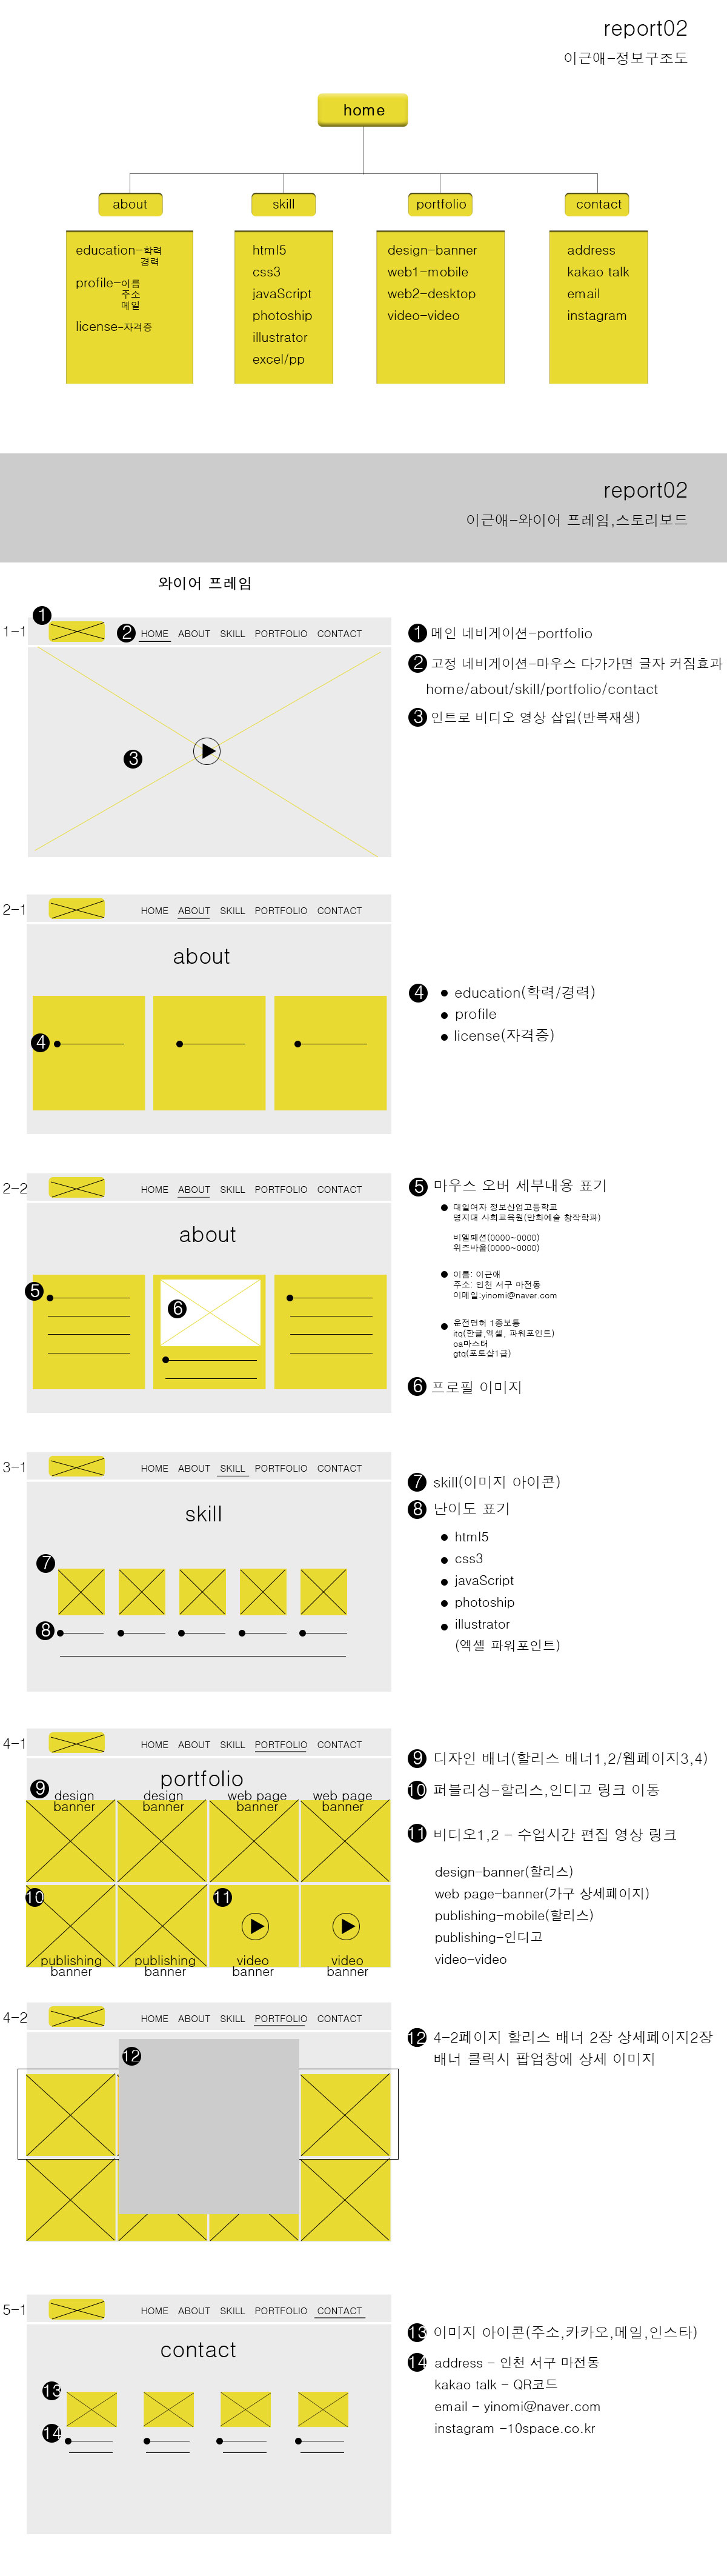 report02
이근애-정보구조도
home
about
skill
portfolio
contact
education-학력
경력
profile-이름
주소
메일
license-자격증
html5
css3
javaScript
photoship
illustrator
excel/pp
design-banner
web1-mobile
web2-desktop
video-video
address
kakao talk
email
instagram
report02
이근애-와이어 프레임,스토리보드
와이어 프레임
1-1
1
2 HOME ABOUT SKILL PORTFOLIO CONTACT
3
1 메인 네비게이션-portfolio
2 고정 네비게이션-마우스 다가가면 글자 커짐효과
home/about/skill/portfolio/contact
3 인트로 비디오 영상 삽입(반복재생)
2-1
HOME ABOUT SKILL PORTFOLIO CONTACT
about
4
4 ● education(학력/경력)
● profile
● license(자격증)
2-2
HOME ABOUT SKILL PORTFOLIO CONTACT
about
5
6
5 마우스 오버 세부내용 표기
● 대일여자 정보산업고등학교
명지대 사회교육원(만화예술 창작학과)
비엘패션(0000~0000)
위즈바움(0000~0000)
● 이름: 이근애
주소: 인천 서구 마전동
이메일:yinomi@naver.com
● 운전면허 1종보통
itq(한글,엑셀, 파워포인트)
oa마스터
gtq(포토샵1급)
6 프로필 이미지
3-1
HOME ABOUT SKILL PORTFOLIO CONTACT
skill
7
8
7 skill(이미지 아이콘)
8 난이도 표기
● html5
● css3
● javaScript
● photoship
● illustrator
(엑셀 파워포인트)
4-1
HOME ABOUT SKILL PORTFOLIO CONTACT
portfolio
9
design
banner
design
banner
web page
banner
web page
banner
10
11
publishing
banner
publishing
banner
video
banner
video
banner
9 디자인 배너(할리스 배너1,2/웹페이지3,4)
10 퍼블리싱-할리스,인디고 링크 이동
11 비디오1,2 - 수업시간 편집 영상 링크
design-banner(할리스)
web page-banner(가구 상세페이지)
publishing-mobile(할리스)
publishing-인디고
video-video
4-2
HOME ABOUT SKILL PORTFOLIO CONTACT
12
12 4-2페이지 할리스 배너 2장 상세페이지2장
배너 클릭시 팝업창에 상세 이미지
5-1
HOME ABOUT SKILL PORTFOLIO CONTACT
contact
13
14
13 이미지 아이콘(주소,카카오,메일,인스타)
14 address - 인천 서구 마전동
kakao talk - QR코드
email - yinomi@naver.com
instagram -10space.co.kr